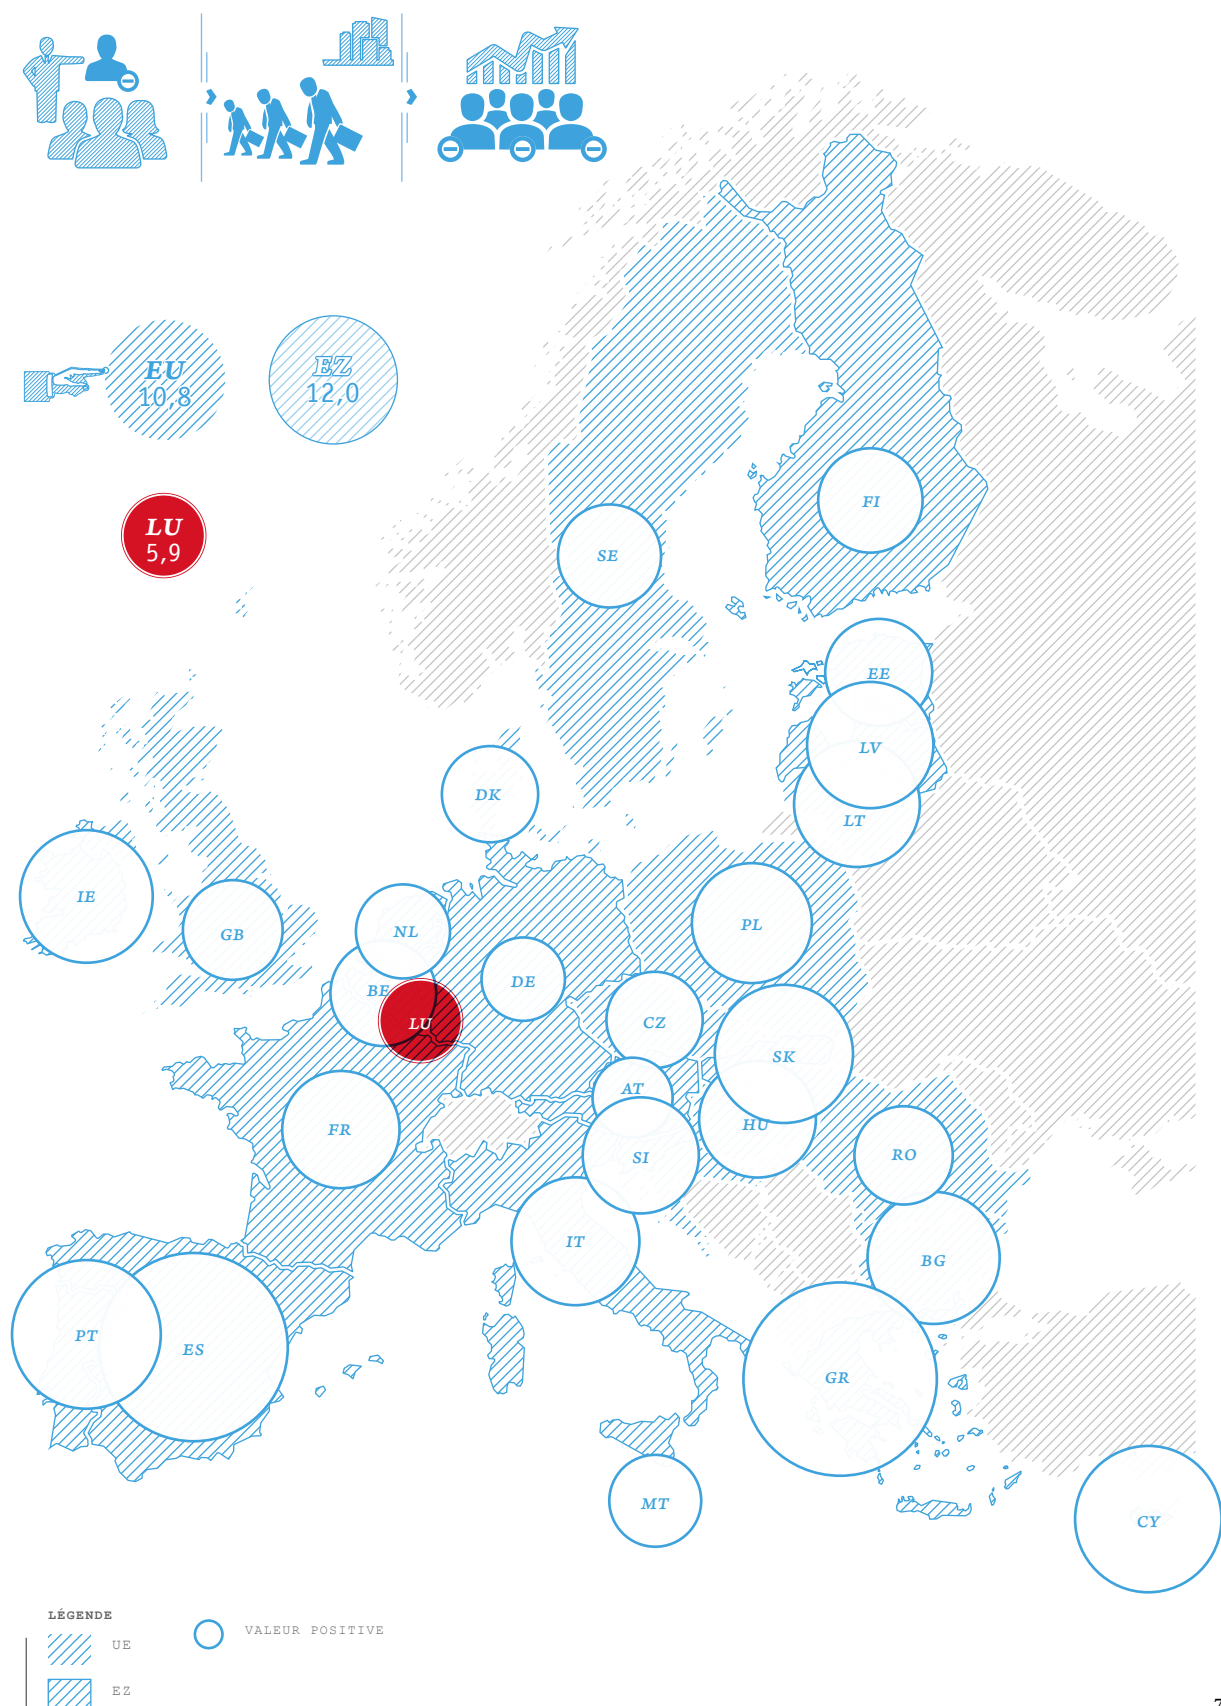 EU
10,8
EZ
12,0
LU
5,9
FI
SE
EE
LV
DK
LT
IE
GB
NL
PL
DE
BE
LU
CZ
SK
AT
HU
FR
SI
RO
IT
BG
PT
ES
GR
MT
CY
LÉGENDE
UE
VALEUR POSITIVE
EZ
7